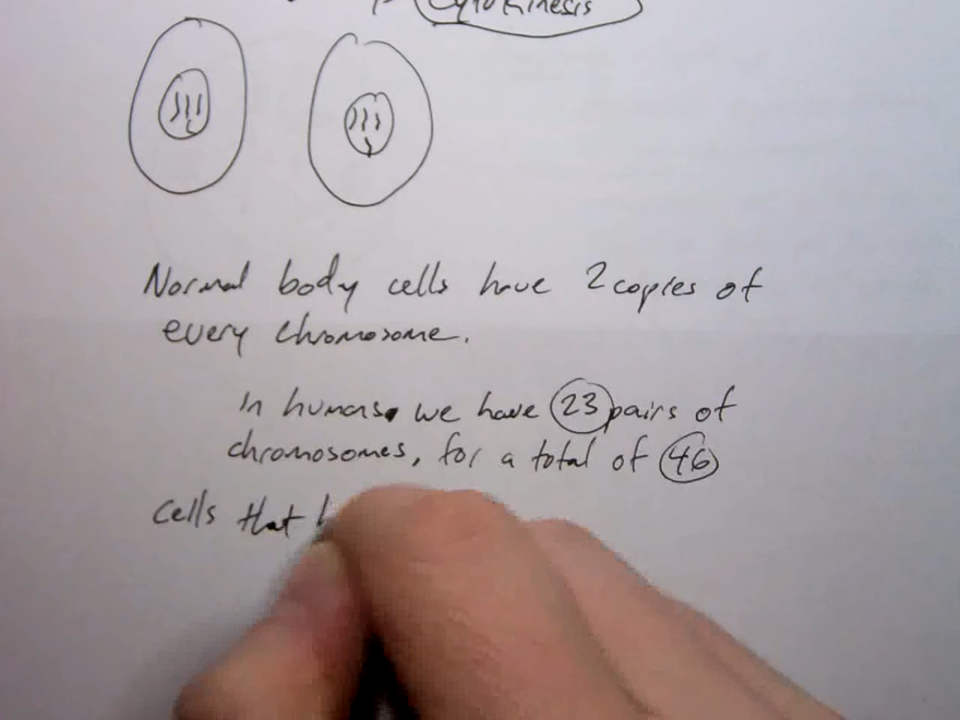 Cytokinesis
Normal body cells have 2 copies of
every chromosome.
In humans we have 23 pairs of
chromosomes, for a total of 46
Cells that